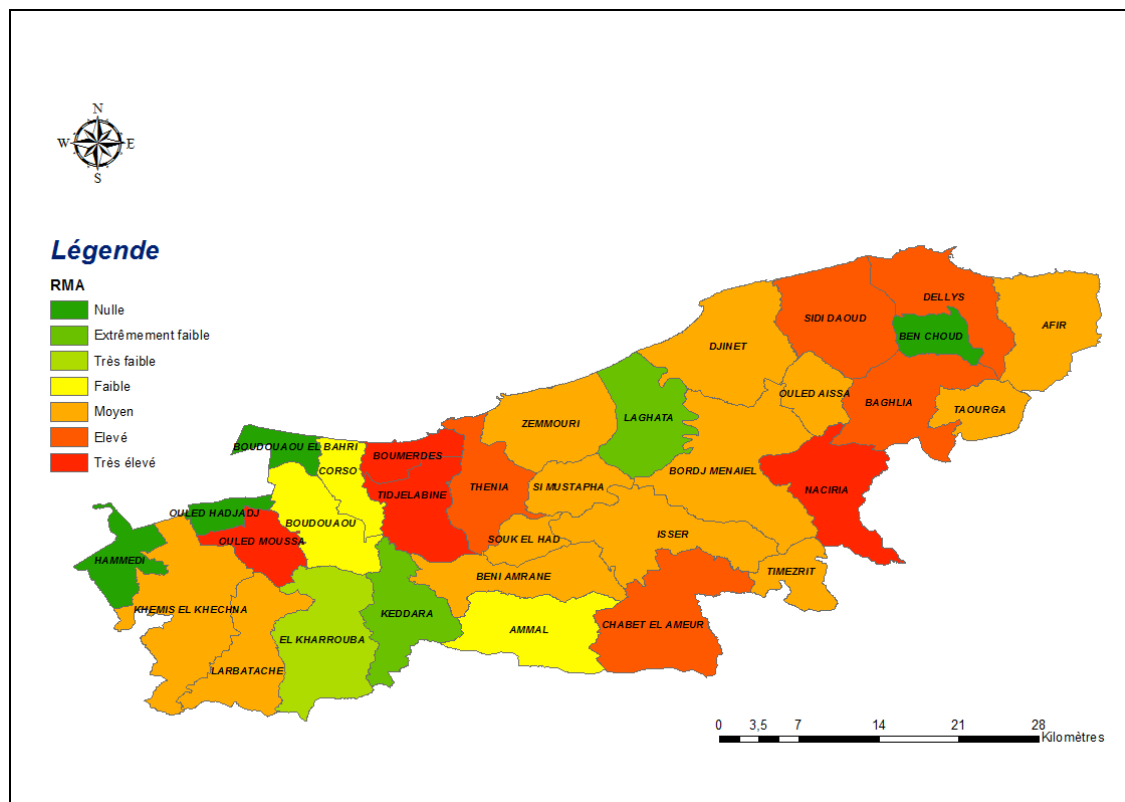 N
W
E
S
Légende
RMA
Nulle
Extrêmement faible
Très faible
Faible
Moyen
Elevé
Très élevé
DELLYS
SIDI DAOUD
AFIR
BEN CHOUD
DJINET
OULED AISSA
BAGHLIA
TAOURGA
LAGHATA
ZEMMOURI
BOUDOUAOU EL BAHRI
BOUMERDES
CORSO
BORDJ MENAIEL
THENIA
SI MUSTAPHA
NACIRIA
TIDJELABINE
OULED HADJADJ
BOUDOUAOU
ISSER
SOUK EL HAD
OULED MOUSSA
HAMMEDI
TIMEZRIT
BENI AMRANE
KHEMIS EL KHECHNA
KEDDARA
CHABET EL AMEUR
AMMAL
EL KHARROUBA
LARBATACHE
0 3,5 7 14 21 28
Kilomètres